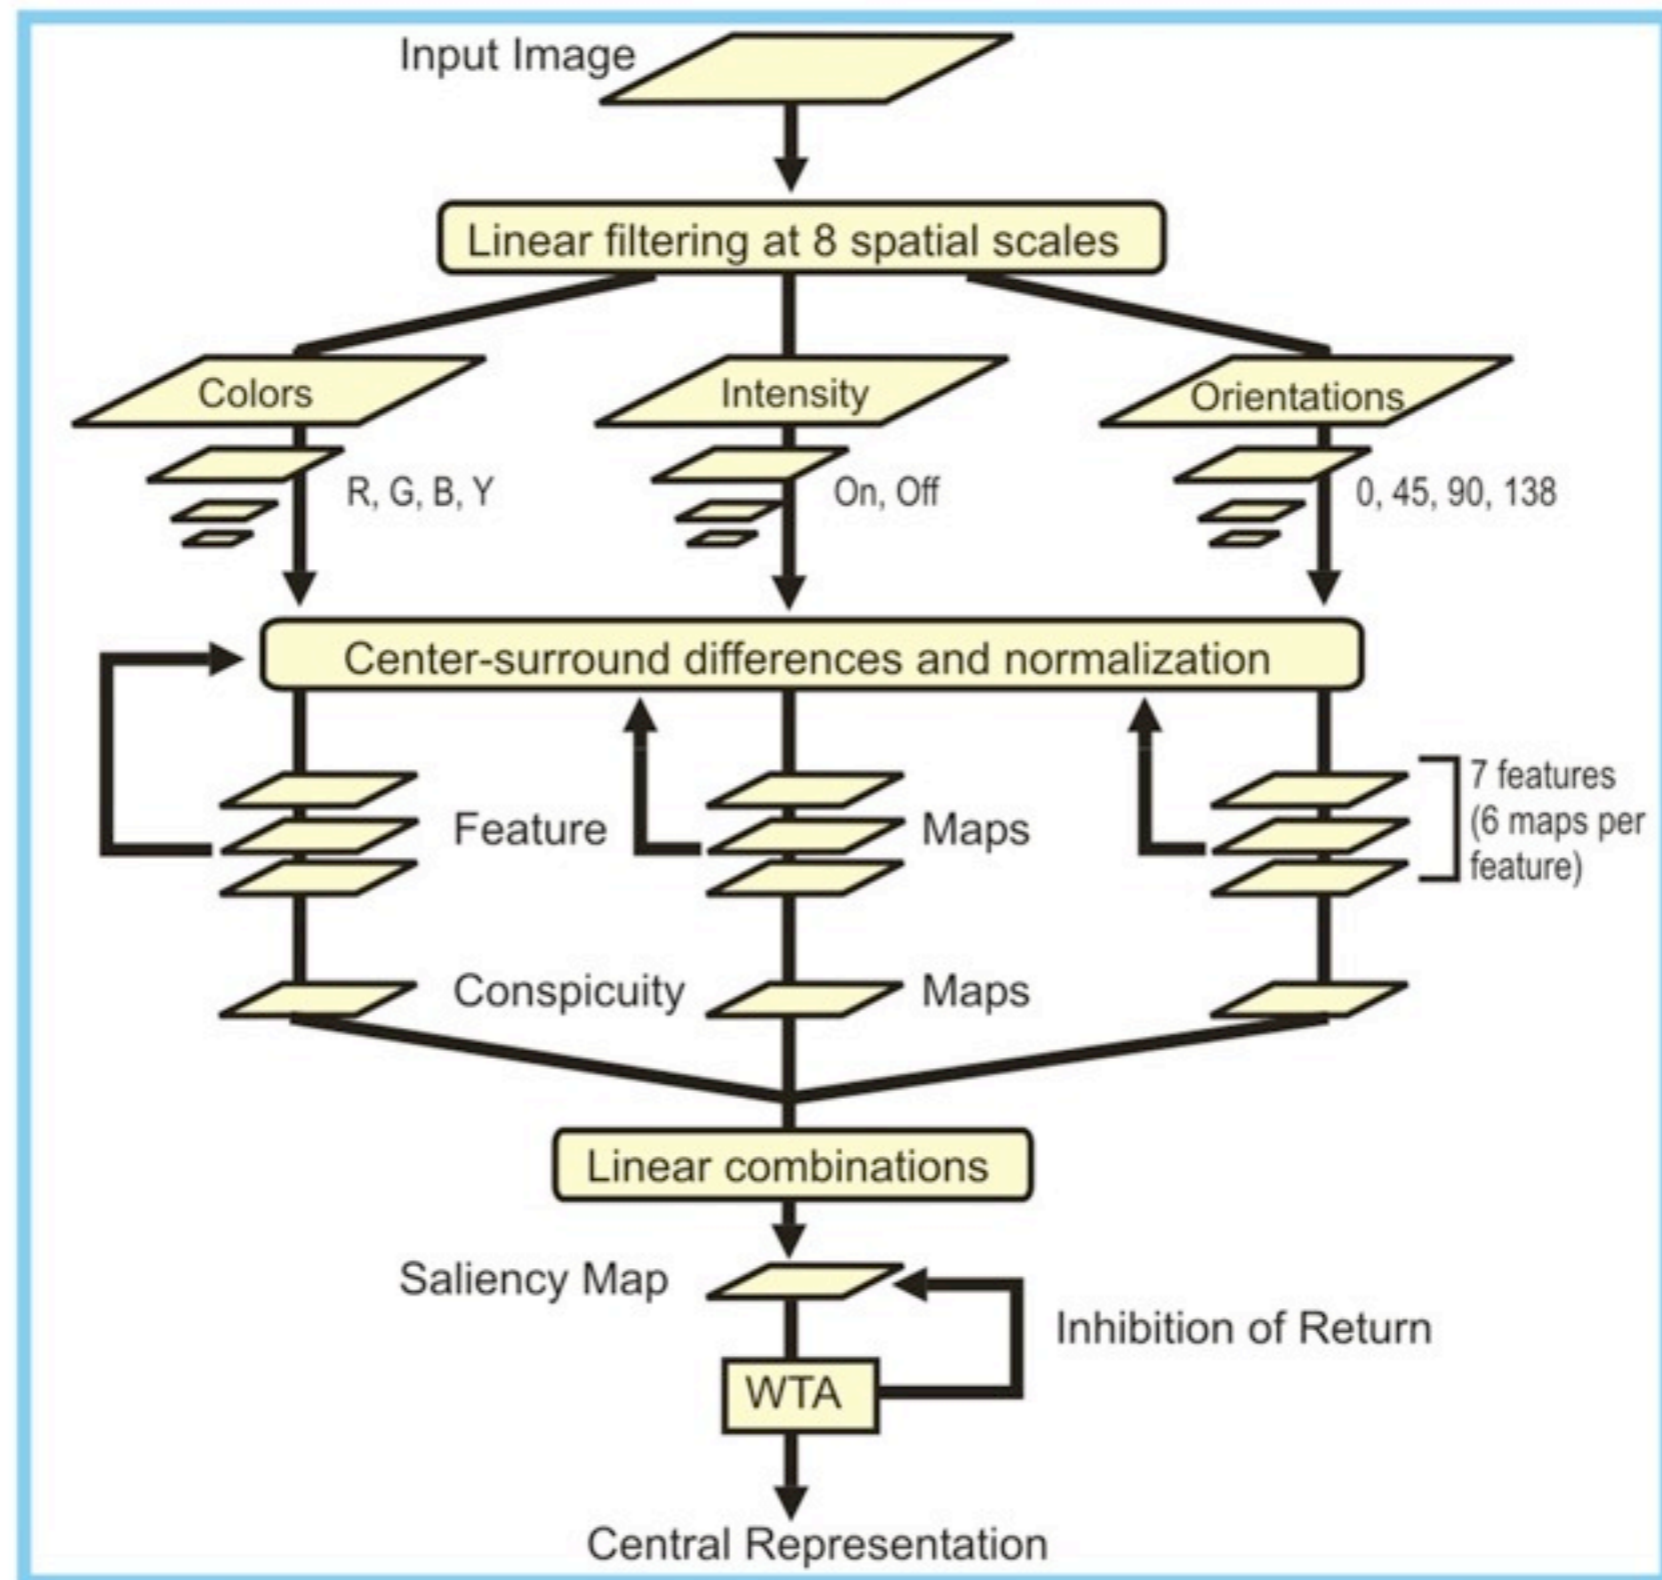 Input Image
Linear filtering at 8 spatial scales
Colors
Intensity
Orientations
R, G, B, Y
On, Off
0, 45, 90, 138
Center-surround differences and normalization
Feature
Maps
7 features
(6 maps per
feature)
Conspicuity
Maps
Linear combinations
Saliency Map
Inhibition of Return
WTA
Central Representation